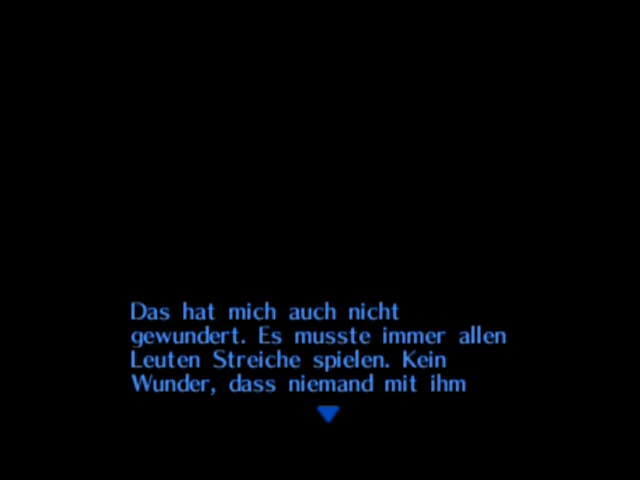 Das hat mich auch nicht
gewundert. Es musste immer allen
Leuten Streiche spielen. Kein
Wunder, dass niemand mit ihm